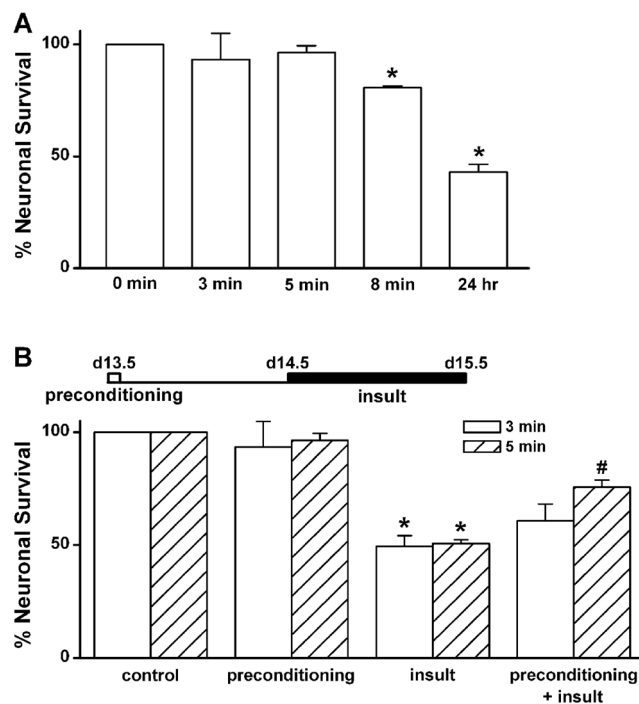 A
% Neuronal Survival
100
50
0
*
*
0 min 3 min 5 min 8 min 24 hr
B
d13.5 d14.5 d15.5
preconditioning insult
% Neuronal Survival
100
50
0
3 min
5 min
* * #
control preconditioning insult preconditioning
+ insult